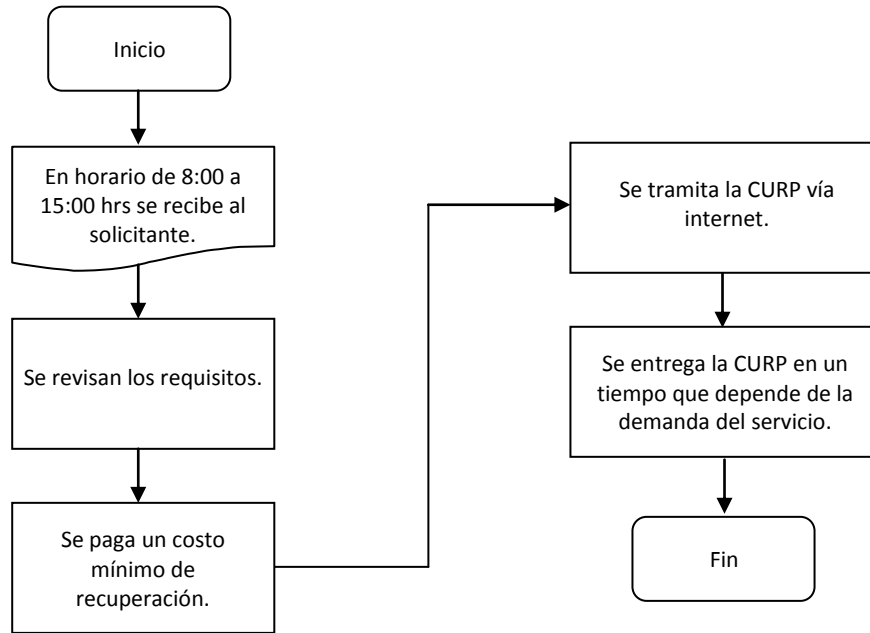 Inicio
En horario de 8:00 a
15:00 hrs se recibe al
solicitante.
Se revisan los requisitos.
Se paga un costo
mínimo de
recuperación.
Se tramita la CURP vía
internet.
Se entrega la CURP en un
tiempo que depende de la
demanda del servicio.
Fin